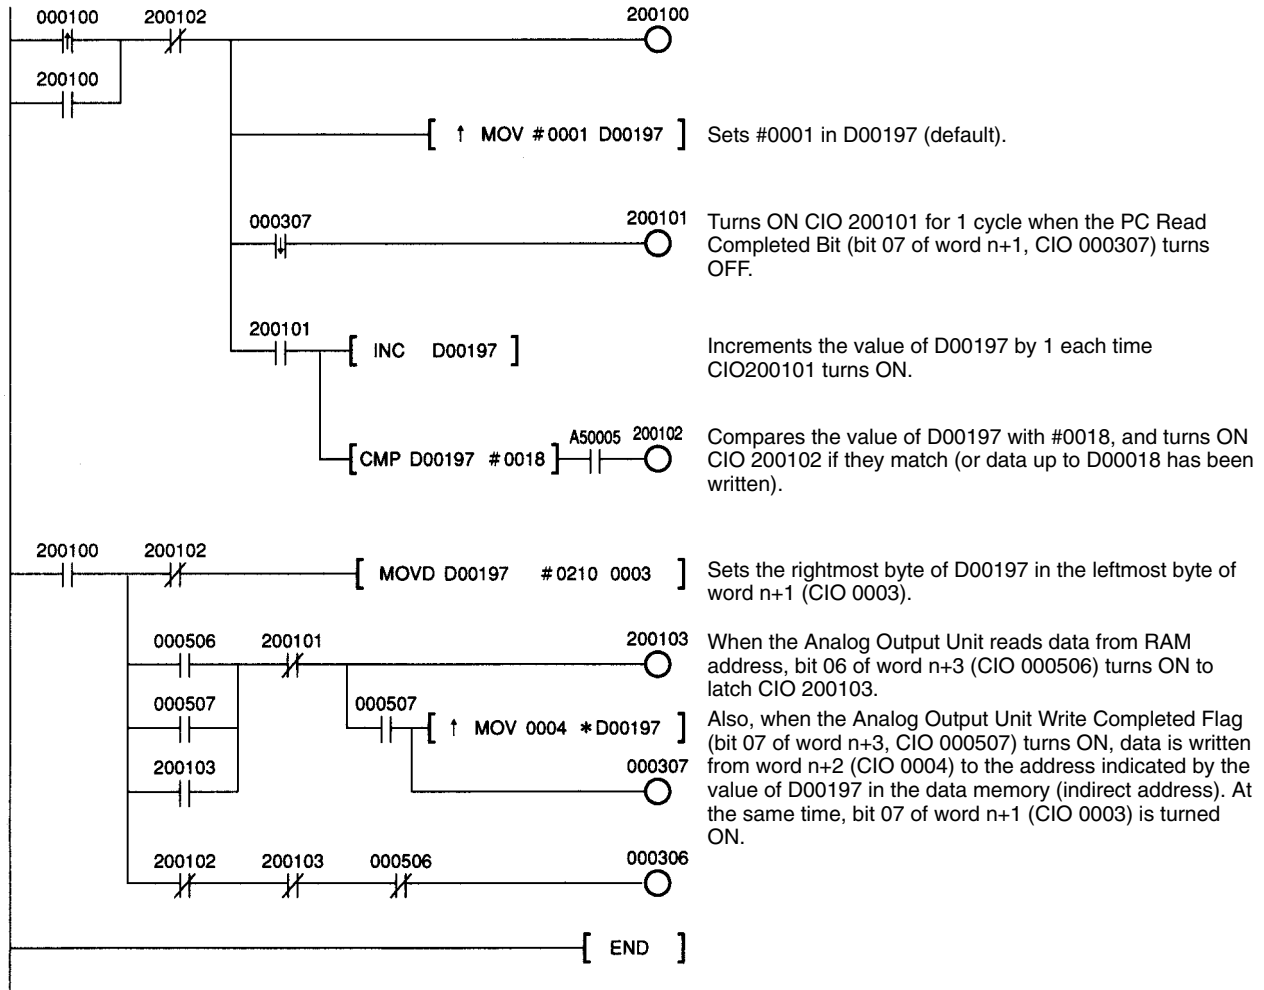 000100 200102 200100
200100
[ ↑ MOV #0001 D00197 ] Sets #0001 in D00197 (default).
000307 200101
Turns ON CIO 200101 for 1 cycle when the PC Read
Completed Bit (bit 07 of word n+1, CIO 000307) turns
OFF.
200101
[ INC D00197 ]
Increments the value of D00197 by 1 each time
CIO200101 turns ON.
A50005 200102
[CMP D00197 #0018]
Compares the value of D00197 with #0018, and turns ON
CIO 200102 if they match (or data up to D00018 has been
written).
200100 200102
[ MOVD D00197 #0210 0003 ]
Sets the rightmost byte of D00197 in the leftmost byte of
word n+1 (CIO 0003).
000506 200101 200103
When the Analog Output Unit reads data from RAM
address, bit 06 of word n+3 (CIO 000506) turns ON to
latch CIO 200103.
000507 000507
[ ↑ MOV 0004 *D00197 ]
200103 000307
Also, when the Analog Output Unit Write Completed Flag
(bit 07 of word n+3, CIO 000507) turns ON, data is written
from word n+2 (CIO 0004) to the address indicated by the
value of D00197 in the data memory (indirect address). At
the same time, bit 07 of word n+1 (CIO 0003) is turned
ON.
200102 200103 000506 000306
[ END ]